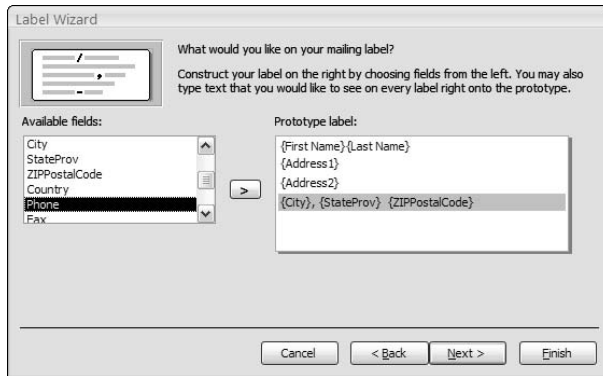 Label Wizard
What would you like on your mailing label?
Construct your label on the right by choosing fields from the left. You may also
type text that you would like to see on every label right onto the prototype.
Available fields:
City
StateProv
ZIPPostalCode
Country
Phone
Fax
>
Prototype label:
{First Name}{Last Name}
{Address1}
{Address2}
{City}, {StateProv} {ZIPPostalCode}
Cancel
< Back
Next >
Finish